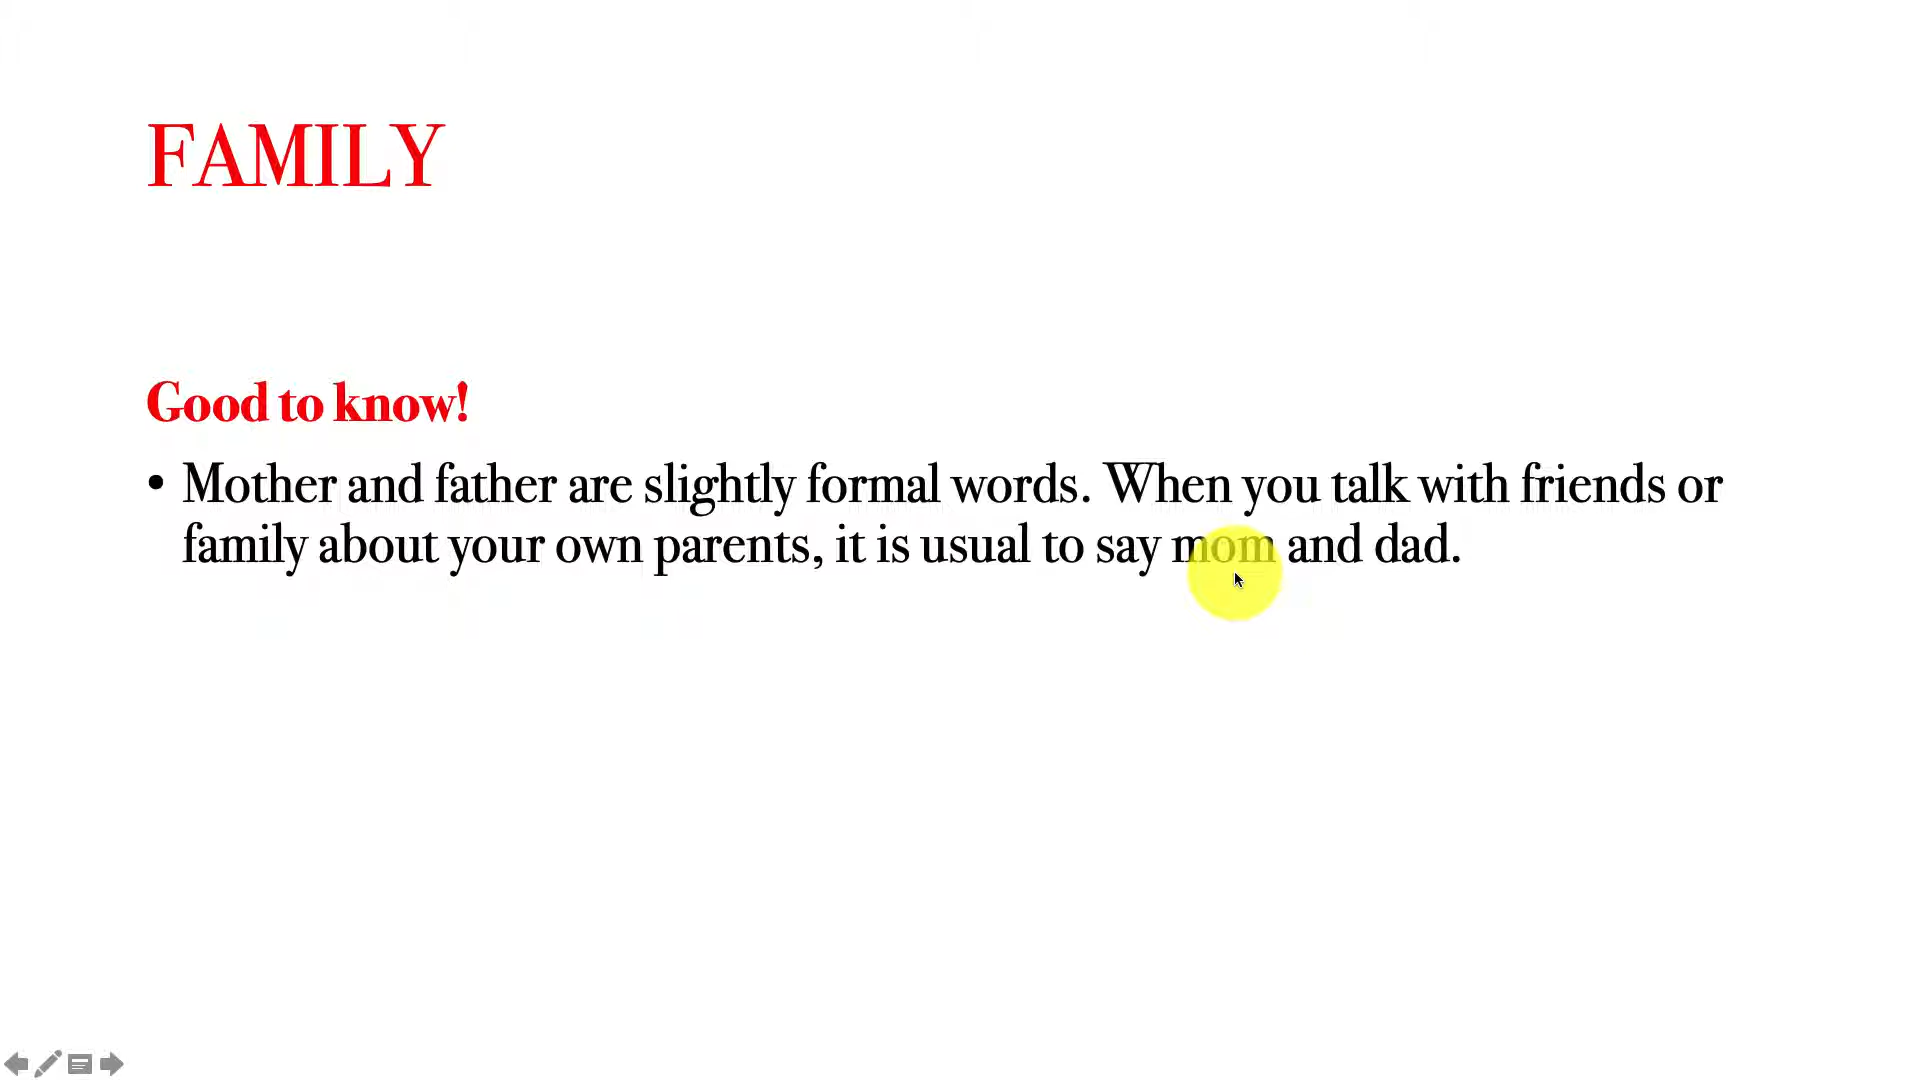 FAMILY
Good to know!
• Mother and father are slightly formal words. When you talk with friends or
family about your own parents, it is usual to say mom and dad.